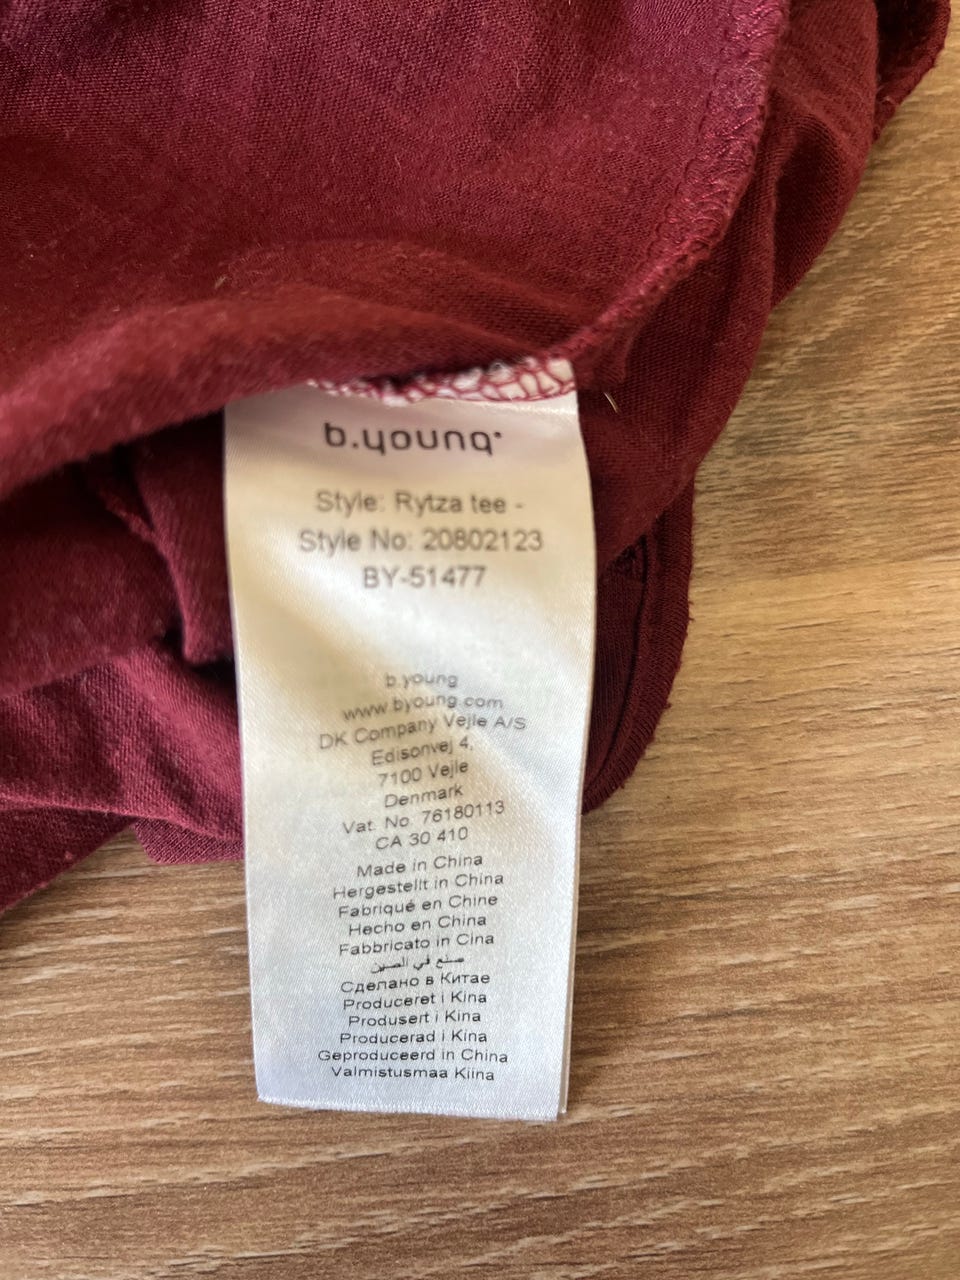 b.young
Style: Rytza tee -
Style No: 20802123
BY-51477
b.young
www.byoung.com
DK Company Vejle A/S
Edisonvej 4,
7100 Vejle
Denmark
Vat. No. 76180113
CA 30 410
Made in China
Hergestellt in China
Fabriqué en Chine
Hecho en China
Fabbricato in Cina
صنع في الصين
Сделано в Китае
Produceret i Kina
Produsert i Kina
Producerad i Kina
Geproduceerd in China
Valmistusmaa Kiina